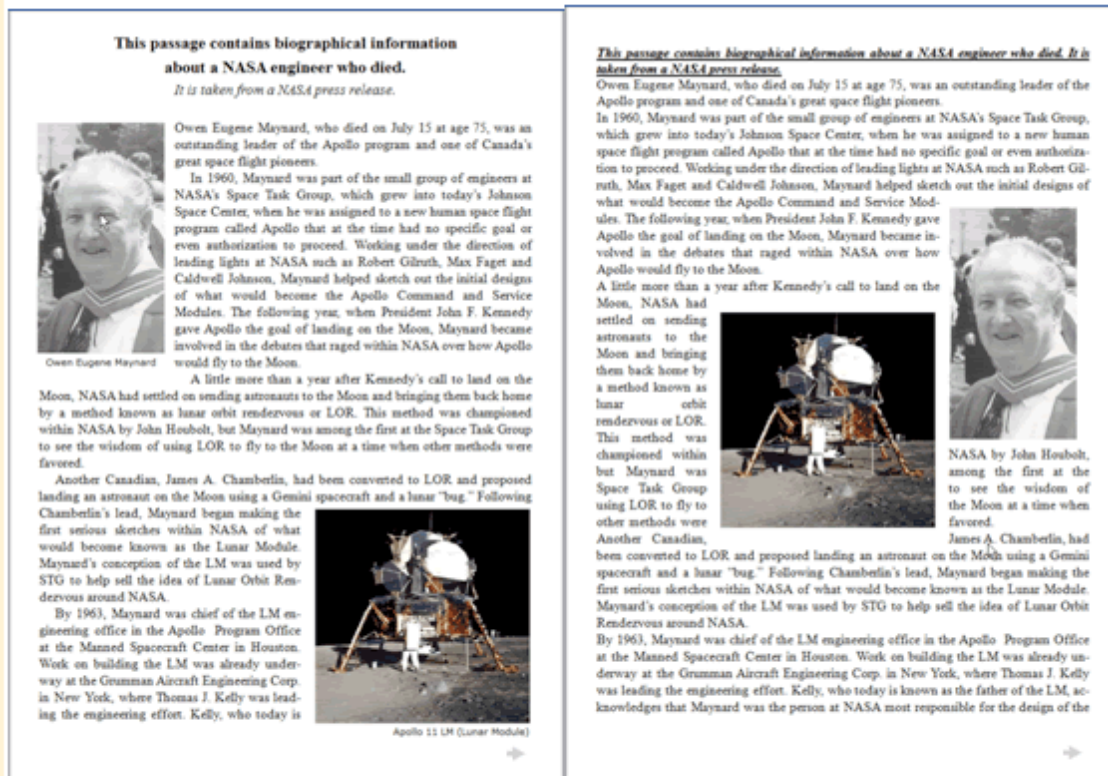 This passage contains biographical information
about a NASA engineer who died.
It is taken from a NASA press release.
Owen Eugene Maynard, who died on July 15 at age 75, was an
outstanding leader of the Apollo program and one of Canada's
great space flight pioneers.
In 1960, Maynard was part of the small group of engineers at
NASA's Space Task Group, which grew into today's Johnson
Space Center, when he was assigned to a new human space flight
program called Apollo that at the time had no specific goal or
even authorization to proceed. Working under the direction of
leading lights at NASA such as Robert Gilruth, Max Faget and
Caldwell Johnson, Maynard helped sketch out the initial designs
of what would become the Apollo Command and Service
Modules. The following year, when President John F. Kennedy
gave Apollo the goal of landing on the Moon, Maynard became
involved in the debates that raged within NASA over how Apollo
would fly to the Moon.
Owen Eugene Maynard
A little more than a year after Kennedy's call to land on the
Moon, NASA had settled on sending astronauts to the Moon and bringing them back home
by a method known as lunar orbit rendezvous or LOR. This method was championed
within NASA by John Houbolt, but Maynard was among the first at the Space Task Group
to see the wisdom of using LOR to fly to the Moon at a time when other methods were
favored.
Another Canadian, James A. Chamberlin, had been converted to LOR and proposed
landing an astronaut on the Moon using a Gemini spacecraft and a lunar "bug." Following
Chamberlin's lead, Maynard began making the
first serious sketches within NASA of what
would become known as the Lunar Module.
Maynard's conception of the LM was used by
STG to help sell the idea of Lunar Orbit Ren-
dezvous around NASA.
By 1963, Maynard was chief of the LM en-
gineering office in the Apollo Program Office
at the Manned Spacecraft Center in Houston.
Work on building the LM was already under-
way at the Grumman Aircraft Engineering Corp.
in New York, where Thomas J. Kelly was lead-
ing the engineering effort. Kelly, who today is
Apollo 11 LM (Lunar Module)
This passage contains biographical information about a NASA engineer who died. It is
taken from a NASA press release.
Owen Eugene Maynard, who died on July 15 at age 75, was an outstanding leader of the
Apollo program and one of Canada's great space flight pioneers.
In 1960, Maynard was part of the small group of engineers at NASA's Space Task Group,
which grew into today's Johnson Space Center, when he was assigned to a new human
space flight program called Apollo that at the time had no specific goal or even authoriza-
tion to proceed. Working under the direction of leading lights at NASA such as Robert Gil-
ruth, Max Faget and Caldwell Johnson, Maynard helped sketch out the initial designs of
what would become the Apollo Command and Service Mod-
ules. The following year, when President John F. Kennedy gave
Apollo the goal of landing on the Moon, Maynard became in-
volved in the debates that raged within NASA over how
Apollo would fly to the Moon.
A little more than a year after Kennedy's call to land on the
Moon, NASA had
settled on sending
astronauts to the
Moon and bringing
them back home by
a method known as
lunar orbit
rendezvous or LOR.
This method was
championed within NASA by John Houbolt,
but Maynard was among the first at the
Space Task Group to see the wisdom of
using LOR to fly to the Moon at a time when
other methods were favored.
Another Canadian, James A. Chamberlin, had
been converted to LOR and proposed landing an astronaut on the Moon using a Gemini
spacecraft and a lunar "bug." Following Chamberlin's lead, Maynard began making the
first serious sketches within NASA of what would become known as the Lunar Module.
Maynard's conception of the LM was used by STG to help sell the idea of Lunar Orbit
Rendezvous around NASA.
By 1963, Maynard was chief of the LM engineering office in the Apollo Program Office
at the Manned Spacecraft Center in Houston. Work on building the LM was already un-
derway at the Grumman Aircraft Engineering Corp. in New York, where Thomas J. Kelly
was leading the engineering effort. Kelly, who today is known as the father of the LM, ac-
knowledges that Maynard was the person at NASA most responsible for the design of the